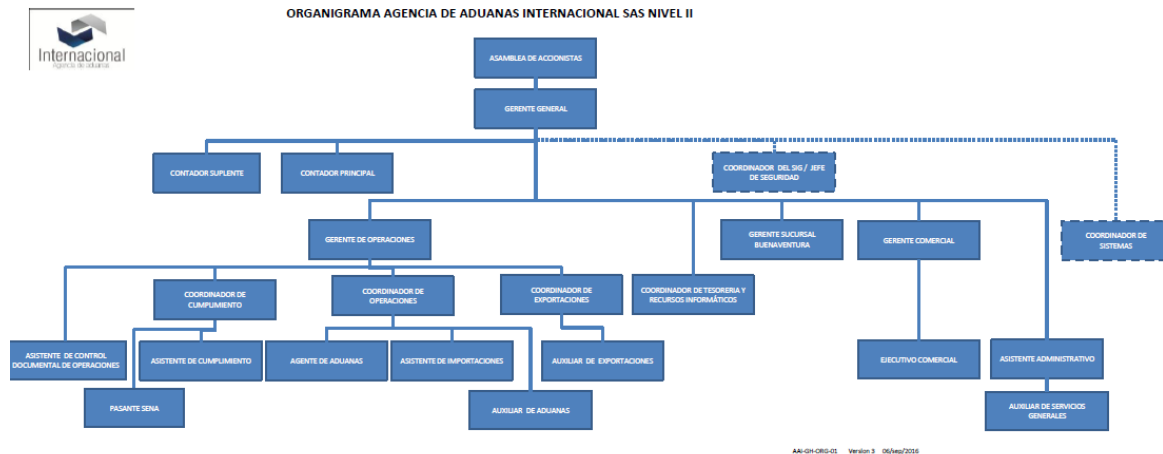 ORGANIGRAMA AGENCIA DE ADUANAS INTERNACIONAL SAS NIVEL II
Internacional
Agencia de aduanas
ASAMBLEA DE ACCIONISTAS
GERENTE GENERAL
CONTADOR SUPLENTE
CONTADOR PRINCIPAL
COORDINADOR DEL SIG / JEFE
DE SEGURIDAD
GERENTE DE OPERACIONES
GERENTE SUCURSAL
BUENAVENTURA
GERENTE COMERCIAL
COORDINADOR DE
SISTEMAS
COORDINADOR DE
CUMPLIMIENTO
COORDINADOR DE
OPERACIONES
COORDINADOR DE
EXPORTACIONES
COORDINADOR DE TESORERIA Y
RECURSOS INFORMÁTICOS
ASISTENTE DE CONTROL
DOCUMENTAL DE OPERACIONES
ASISTENTE DE CUMPLIMIENTO
AGENTE DE ADUANAS
ASISTENTE DE IMPORTACIONES
AUXILIAR DE EXPORTACIONES
EJECUTIVO COMERCIAL
ASISTENTE ADMINISTRATIVO
PASANTE SENA
AUXILIAR DE ADUANAS
AUXILIAR DE SERVICIOS
GENERALES
AAI-GH-ORG-01 Version 3 06/sep/2016